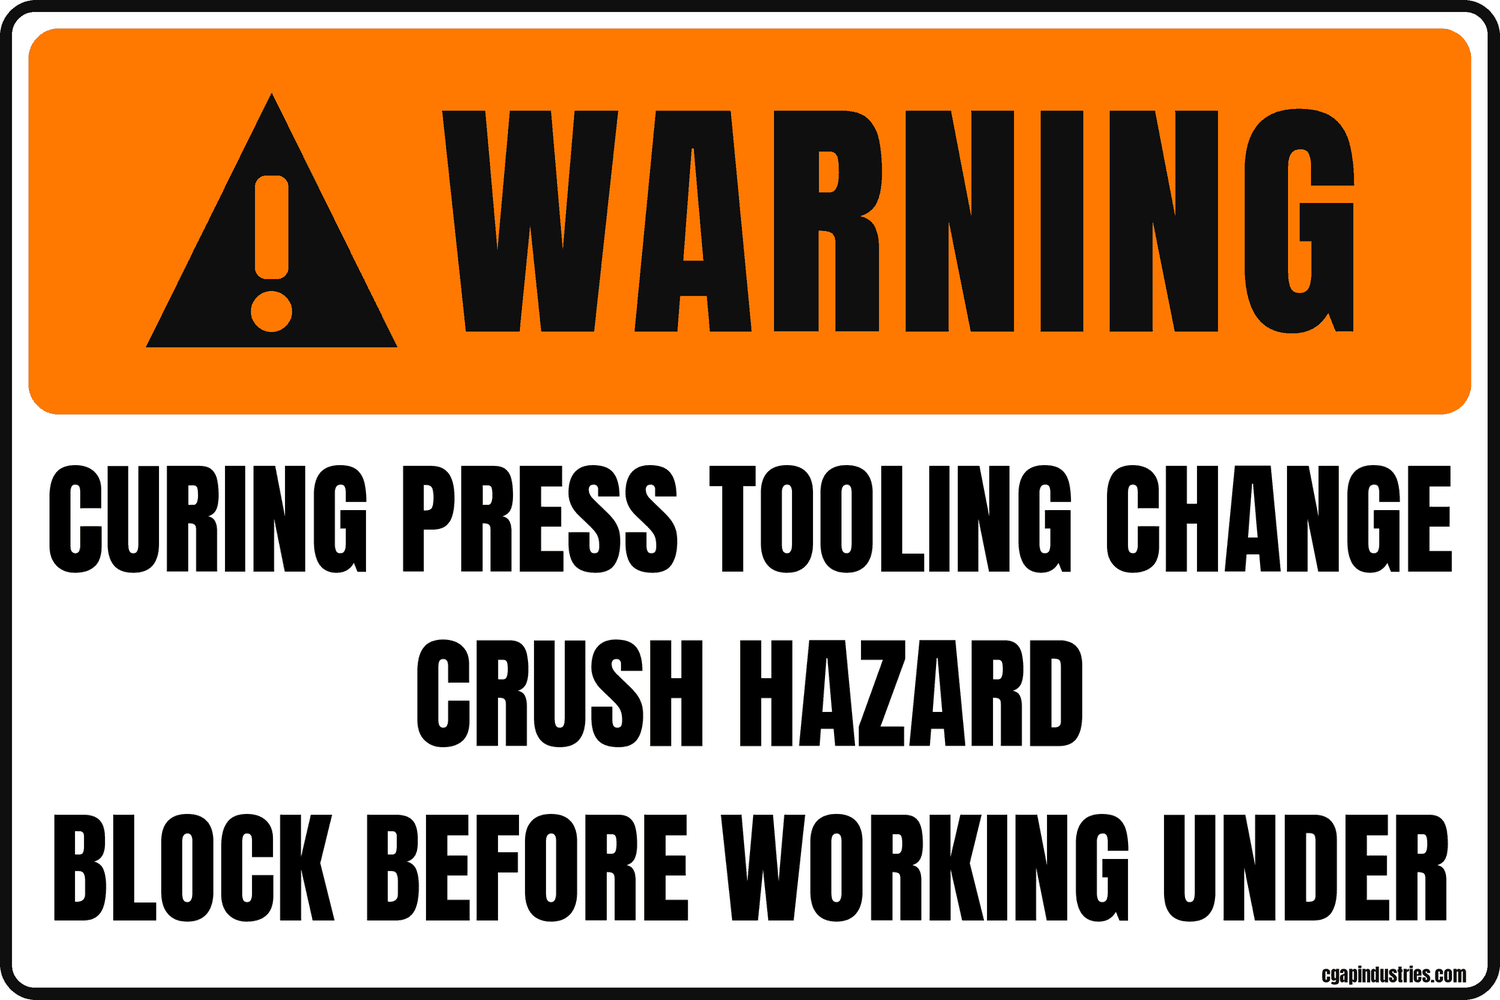 WARNING
CURING PRESS TOOLING CHANGE
CRUSH HAZARD
BLOCK BEFORE WORKING UNDER
cgapindustries.com